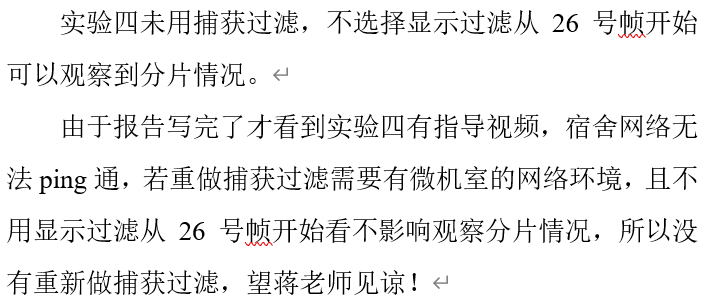 实验四未用捕获过滤，不选择显示过滤从 26 号帧开始
可以观察到分片情况。↵
由于报告写完了才看到实验四有指导视频，宿舍网络无
法 ping 通，若重做捕获过滤需要有微机室的网络环境，且不
用显示过滤从 26 号帧开始看不影响观察分片情况，所以没
有重新做捕获过滤，望蒋老师见谅！↵